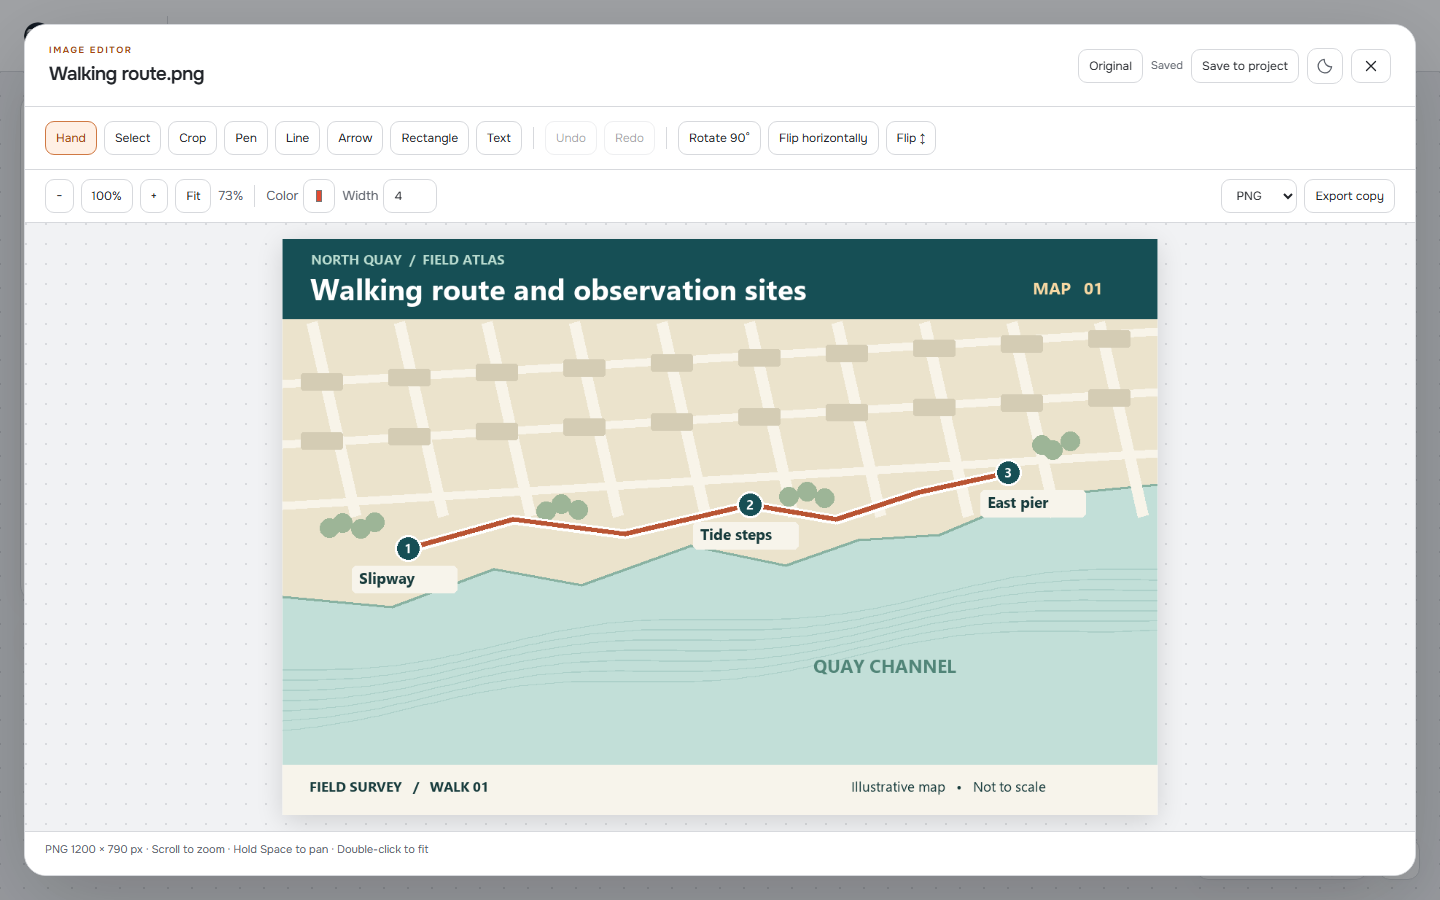 IMAGE EDITOR
Walking route.png
Original Saved Save to project
Hand Select Crop Pen Line Arrow Rectangle Text Undo Redo Rotate 90° Flip horizontally Flip ↕
- 100% + Fit 73% Color Width 4 PNG Export copy
NORTH QUAY / FIELD ATLAS
Walking route and observation sites
MAP 01
3
East pier
2
Tide steps
1
Slipway
QUAY CHANNEL
FIELD SURVEY / WALK 01
Illustrative map • Not to scale
PNG 1200 × 790 px · Scroll to zoom · Hold Space to pan · Double-click to fit